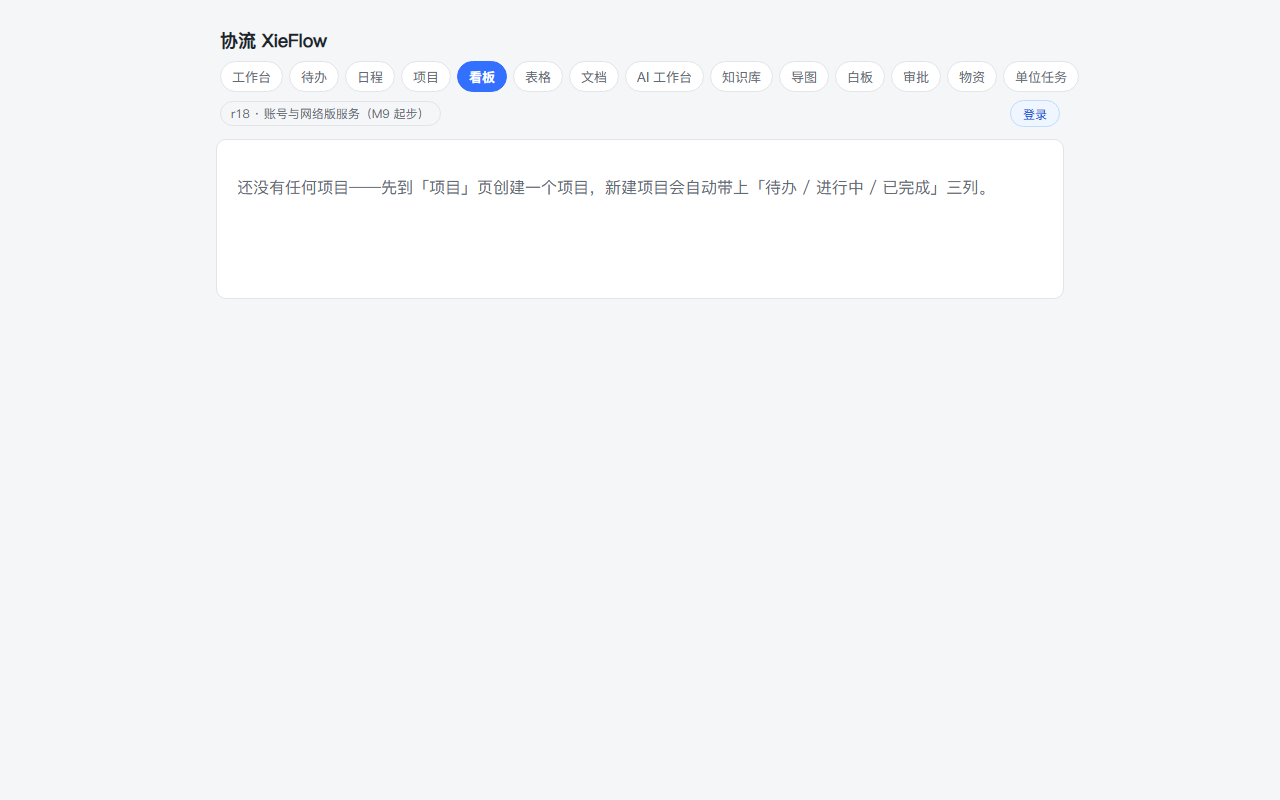 协流 XieFlow
工作台 待办 日程 项目 看板 表格 文档 AI 工作台 知识库 导图 白板 审批 物资 单位任务
r18 · 账号与网络版服务（M9 起步） 登录
还没有任何项目——先到「项目」页创建一个项目，新建项目会自动带上「待办 / 进行中 / 已完成」三列。